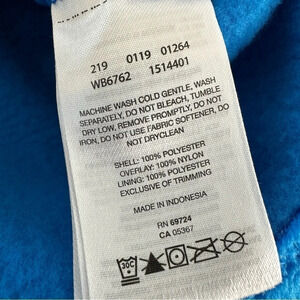 219 0119 01264
WB6762 1514401
MACHINE WASH COLD GENTLE, WASH
SEPARATELY, DO NOT BLEACH, TUMBLE
DRY LOW, REMOVE PROMPTLY, DO NOT
IRON, DO NOT USE FABRIC SOFTENER, DO
NOT DRYCLEAN
SHELL: 100% POLYESTER
OVERLAY: 100% NYLON
LINING: 100% POLYESTER
EXCLUSIVE OF TRIMMING
MADE IN INDONESIA
RN 69724
CA 05367
30C